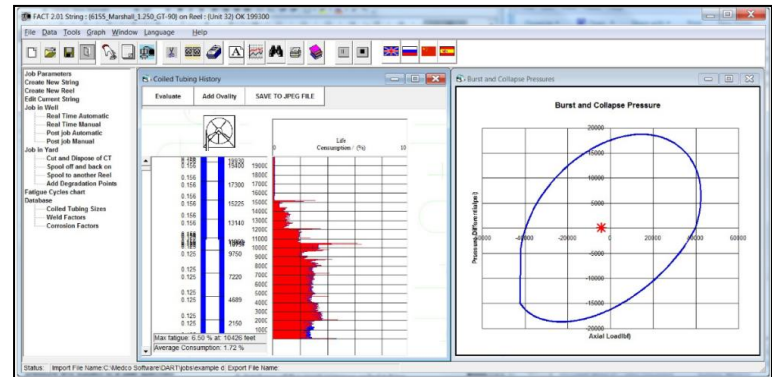 FACT 2.01 String : (6155_Marshall_1.250_GT-90) on Reel : (Unit 32) OK 199300
File Data Tools Graph Window Language Help
Job Parameters
Create New String
Create New Reel
Edit Current String
Job in Well
Real Time Automatic
Real Time Manual
Post job Automatic
Post job Manual
Job in Yard
Cut and Dispose of CT
Spool off and back on
Spool to another Reel
Add Degradation Points
Fatigue Cycles chart
Database
Coiled Tubing Sizes
Weld Factors
Corrosion Factors
Coiled Tubing History
Evaluate Add Ovality SAVE TO JPEG FILE
Life
0 Consumption (%) 10
0.156 19400 19000
0.156 17300 18000
17000
16000
0.156 15225 15000
14000
0.156 13140 13000
12000
11000
10000
0.125 9750 9000
8000
0.125 7220 7000
6000
0.125 5000
0.125 4689 4000
3000
0.125 2150 2000
1000
Max fatigue: 6.50 % at: 10426 feet
Average Consumption: 1.72 %
Burst and Collapse Pressures
Burst and Collapse Pressure
20000
15000
5000
-60000 -40000 -20000 0 20000 40000 60000
-5000
-15000
-20000
Pressure Differential(psi)
Axial Load(lbf)
Status: Import File Name:C:\Medco Software\DART\jobs\example d Export File Name